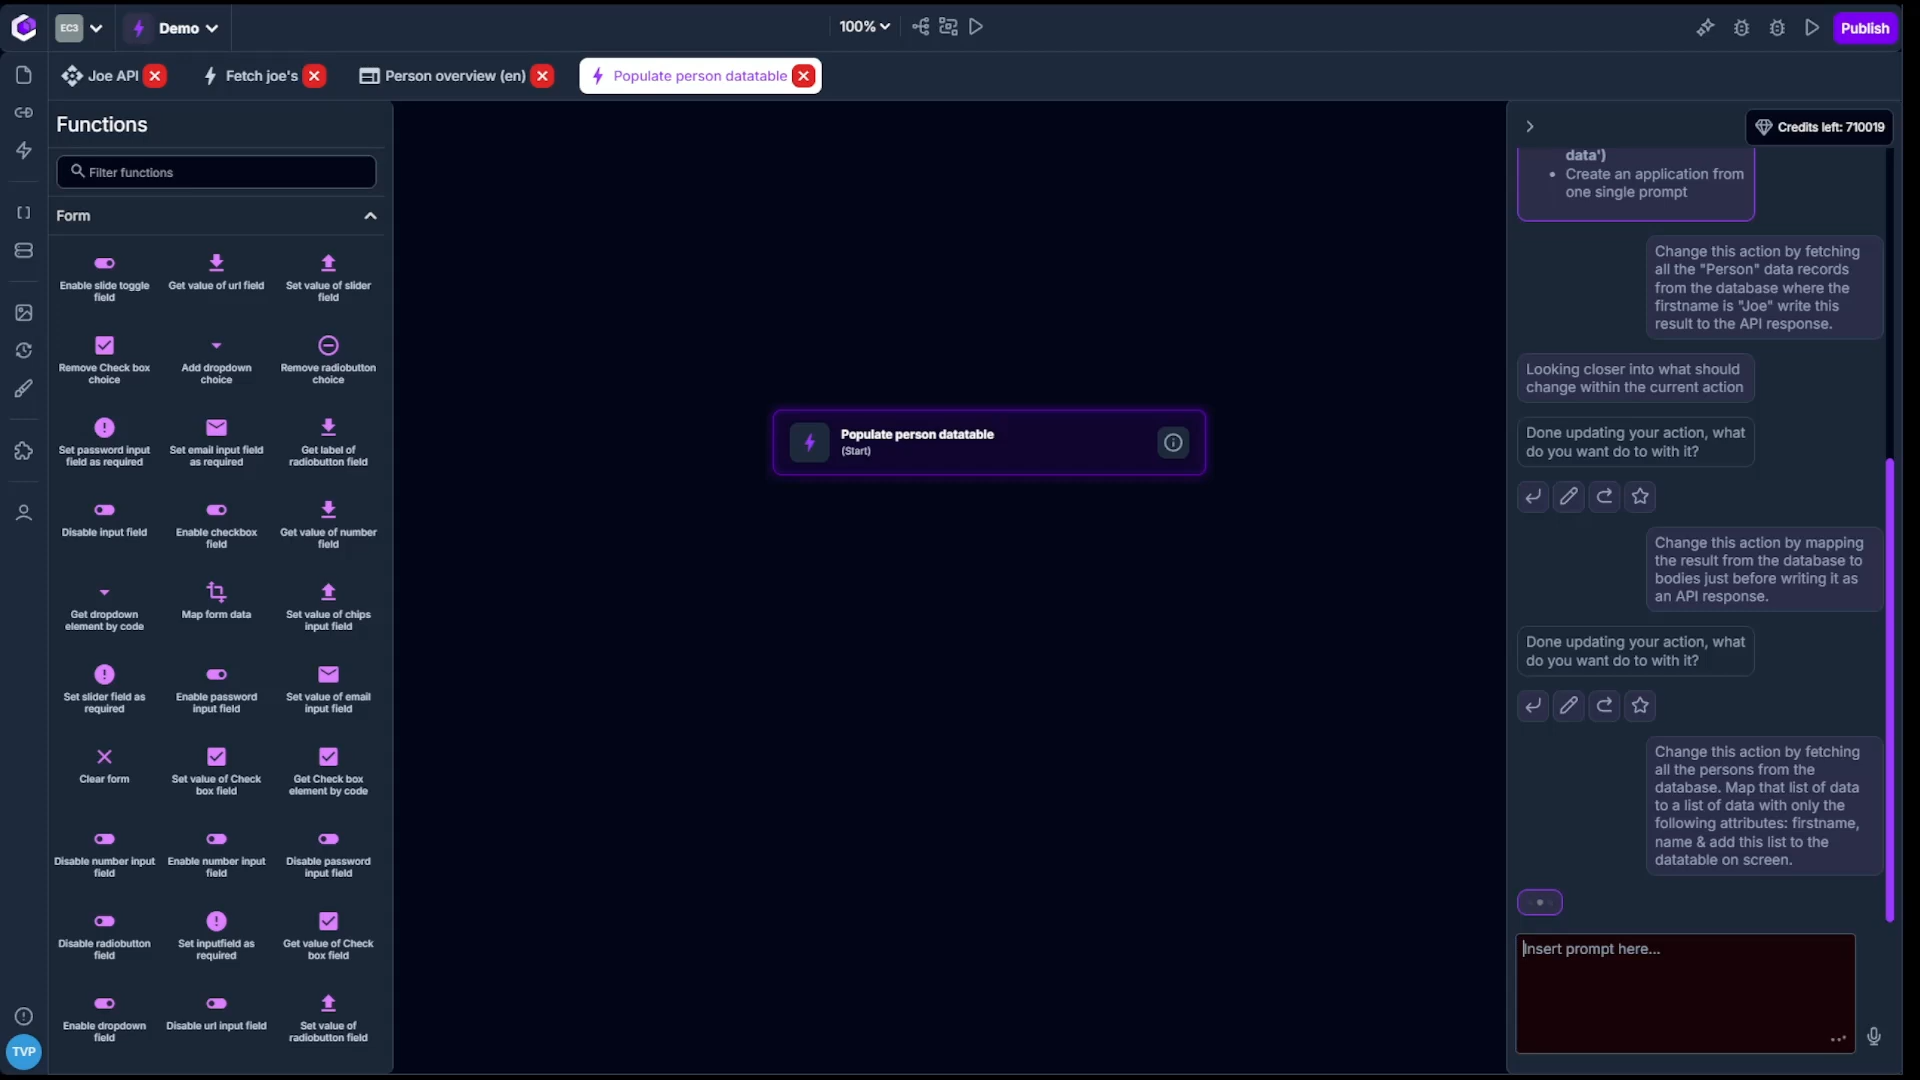 EC3
Demo
100%
Publish
Joe API
Fetch joe's
Person overview (en)
Populate person datatable
Functions
Filter functions
Form
Enable slide toggle
field
Get value of url field
Set value of slider
field
Remove Check box
choice
Add dropdown
choice
Remove radiobutton
choice
Set password input
field as required
Set email input field
as required
Get label of
radiobutton field
Disable input field
Enable checkbox
field
Get value of number
field
Get dropdown
element by code
Map form data
Set value of chips
input field
Set slider field as
required
Enable password
input field
Set value of email
input field
Clear form
Set value of Check
box field
Get Check box
element by code
Disable number input
field
Enable number input
field
Disable password
input field
Disable radiobutton
field
Set inputfield as
required
Get value of Check
box field
Enable dropdown
field
Disable url input field
Set value of
radiobutton field
TVP
Populate person datatable
(Start)
Credits left: 710019
data')
• Create an application from
one single prompt
Change this action by fetching
all the "Person" data records
from the database where the
firstname is "Joe" write this
result to the API response.
Looking closer into what should
change within the current action
Done updating your action, what
do you want do to with it?
Change this action by mapping
the result from the database to
bodies just before writing it as
an API response.
Done updating your action, what
do you want do to with it?
Change this action by fetching
all the persons from the
database. Map that list of data
to a list of data with only the
following attributes: firstname,
name & add this list to the
datatable on screen.
Insert prompt here...